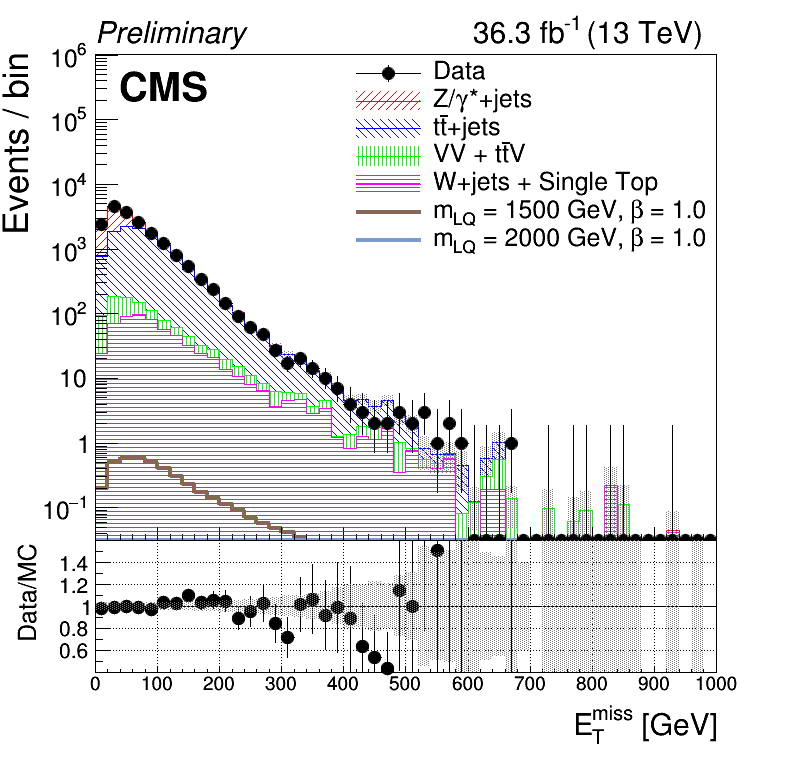 Preliminary 36.3 fb⁻¹ (13 TeV)
CMS
Events / bin
10⁶
10⁵
10⁴
10³
10²
10
1
10⁻¹
Data
Z/γ*+jets
tt̄+jets
VV + tt̄V
W+jets + Single Top
m_LQ = 1500 GeV, β = 1.0
m_LQ = 2000 GeV, β = 1.0
Data/MC
1.4
1.2
1
0.8
0.6
0 100 200 300 400 500 600 700 800 900 1000
E_T^miss [GeV]